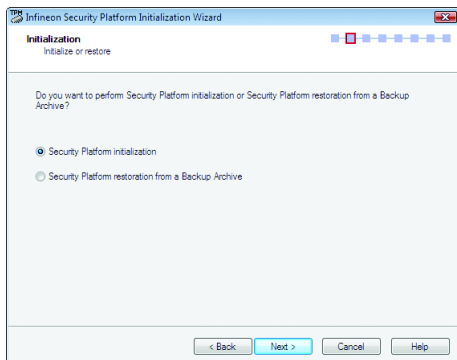 TPM Infineon Security Platform Initialization Wizard
Initialization
Initialize or restore
Do you want to perform Security Platform initialization or Security Platform restoration from a Backup
Archive?
Security Platform initialization
Security Platform restoration from a Backup Archive
< Back Next > Cancel Help